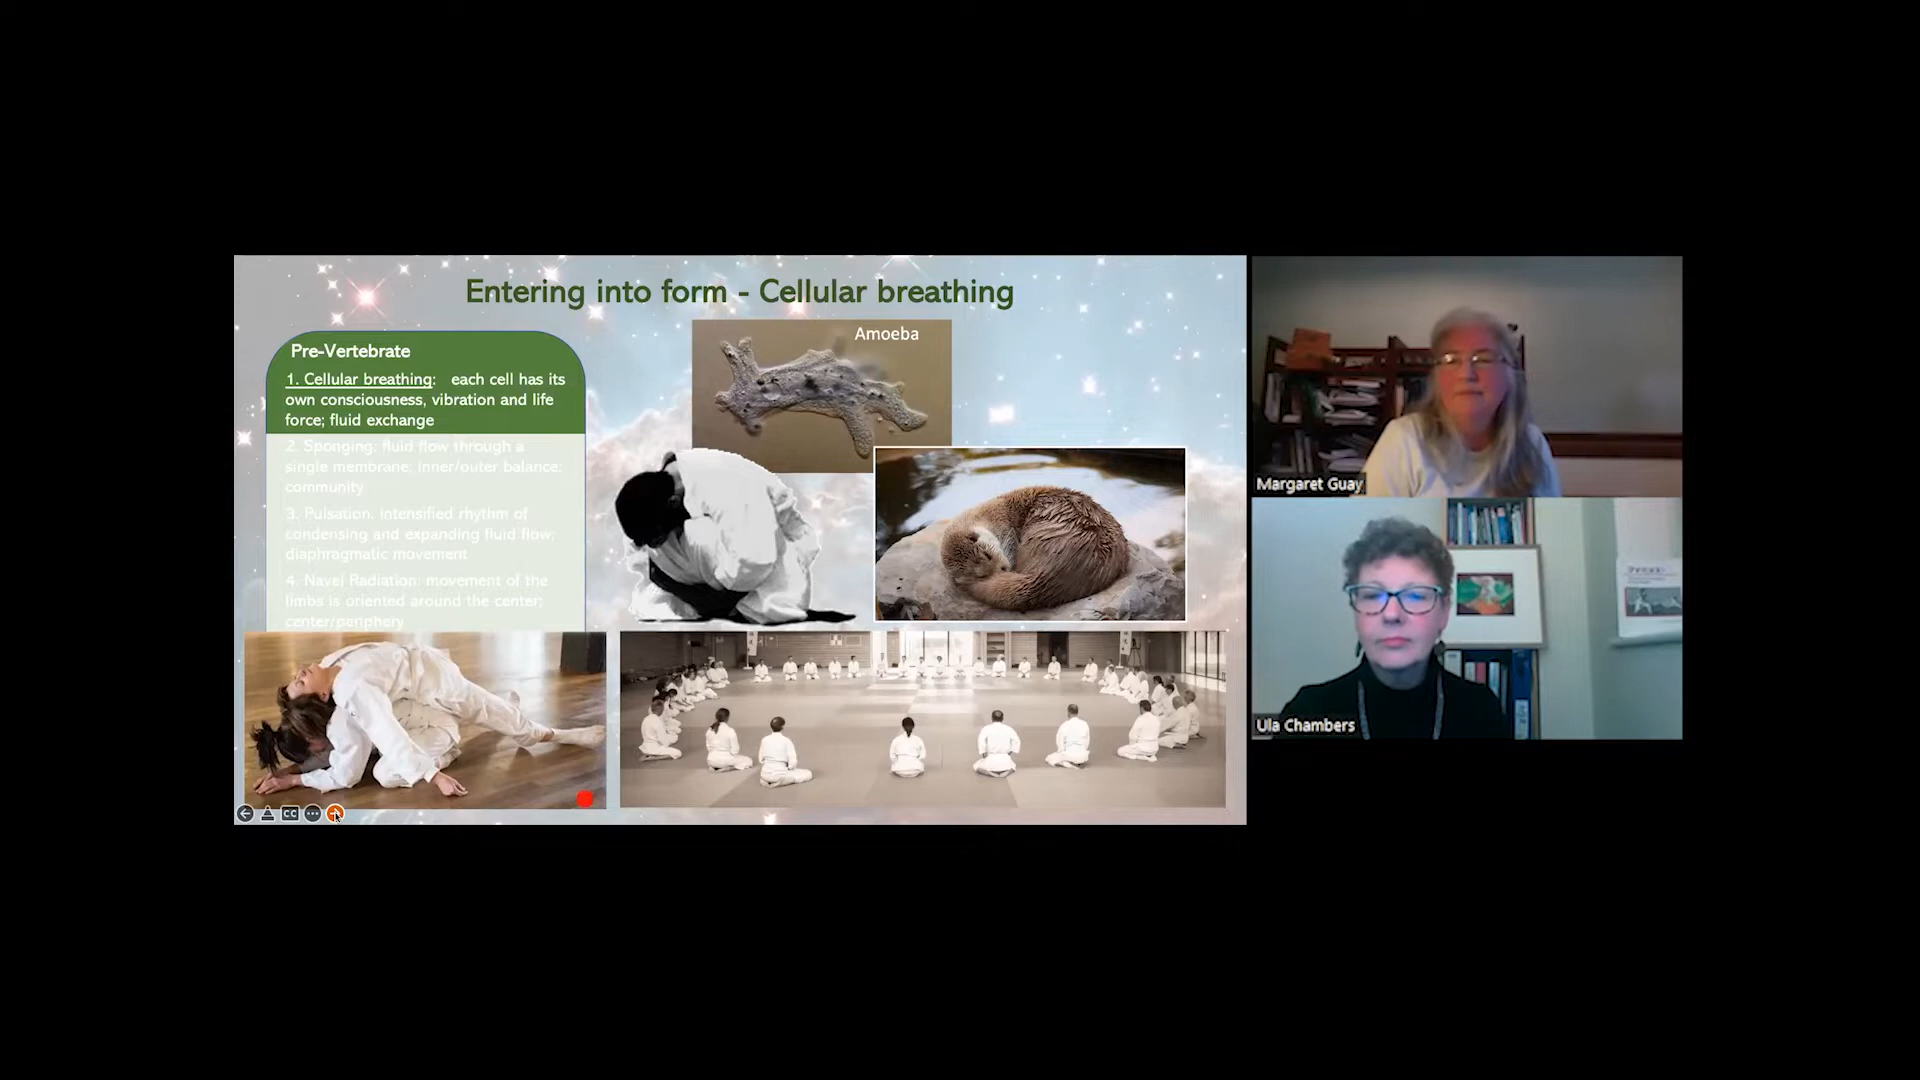 Entering into form - Cellular breathing
Amoeba
Pre-Vertebrate
1. Cellular breathing: each cell has its
own consciousness, vibration and life
force; fluid exchange
2. Sponging: fluid flow through a
single membrane; inner/outer balance;
community
3. Pulsation. Intensified rhythm of
condensing and expanding fluid flow;
diaphragmatic movement
4. Navel Radiation: movement of the
limbs is oriented around the center;
center/periphery
CC
Margaret Guay
Ula Chambers